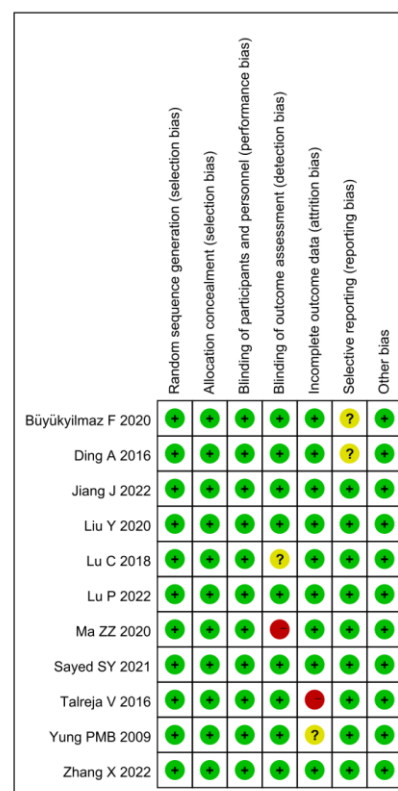 Random sequence generation (selection bias)
Allocation concealment (selection bias)
Blinding of participants and personnel (performance bias)
Blinding of outcome assessment (detection bias)
Incomplete outcome data (attrition bias)
Selective reporting (reporting bias)
Other bias
Büyükyilmaz F 2020 + + + + + ? +
Ding A 2016 + + + + + ? +
Jiang J 2022 + + + + + + +
Liu Y 2020 + + + + + + +
Lu C 2018 + + + ? + + +
Lu P 2022 + + + + + + +
Ma ZZ 2020 + + + - + + +
Sayed SY 2021 + + + + + + +
Talreja V 2016 + + + + - + +
Yung PMB 2009 + + + + ? + +
Zhang X 2022 + + + + + + +